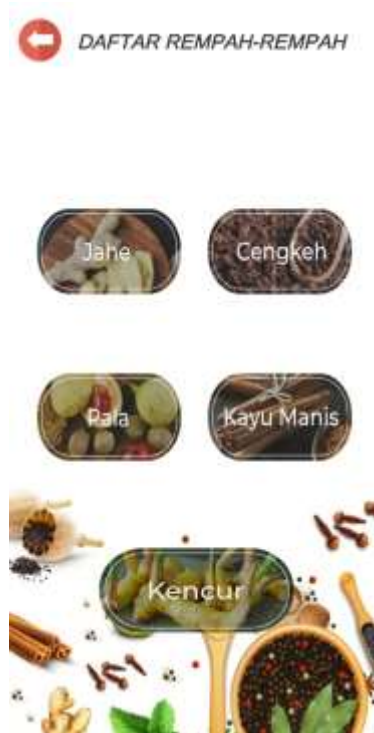 DAFTAR REMPAH-REMPAH
Jahe
Cengkeh
Pala
Kayu Manis
Kencur